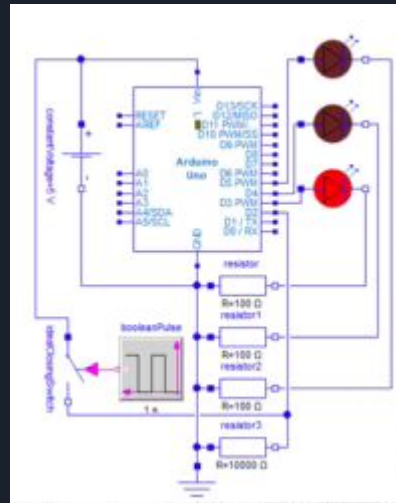 constantVoltage=5 V
+
-
Vin
RESET
AREF
D13/SCK
D12/MISO
D11 PWM/
D10 PWM/SS
D9 PWM
D8
D7
D6 PWM
D5 PWM
D4
D3 PWM
D2
D1 / TX
D0 / RX
Arduino
Uno
A0
A1
A2
A3
A4/SDA
A5/SCL
GND
resistor
R=100 Ω
resistor1
R=100 Ω
resistor2
R=100 Ω
resistor3
R=10000 Ω
booleanPulse
1 s
idealClosingSwitch